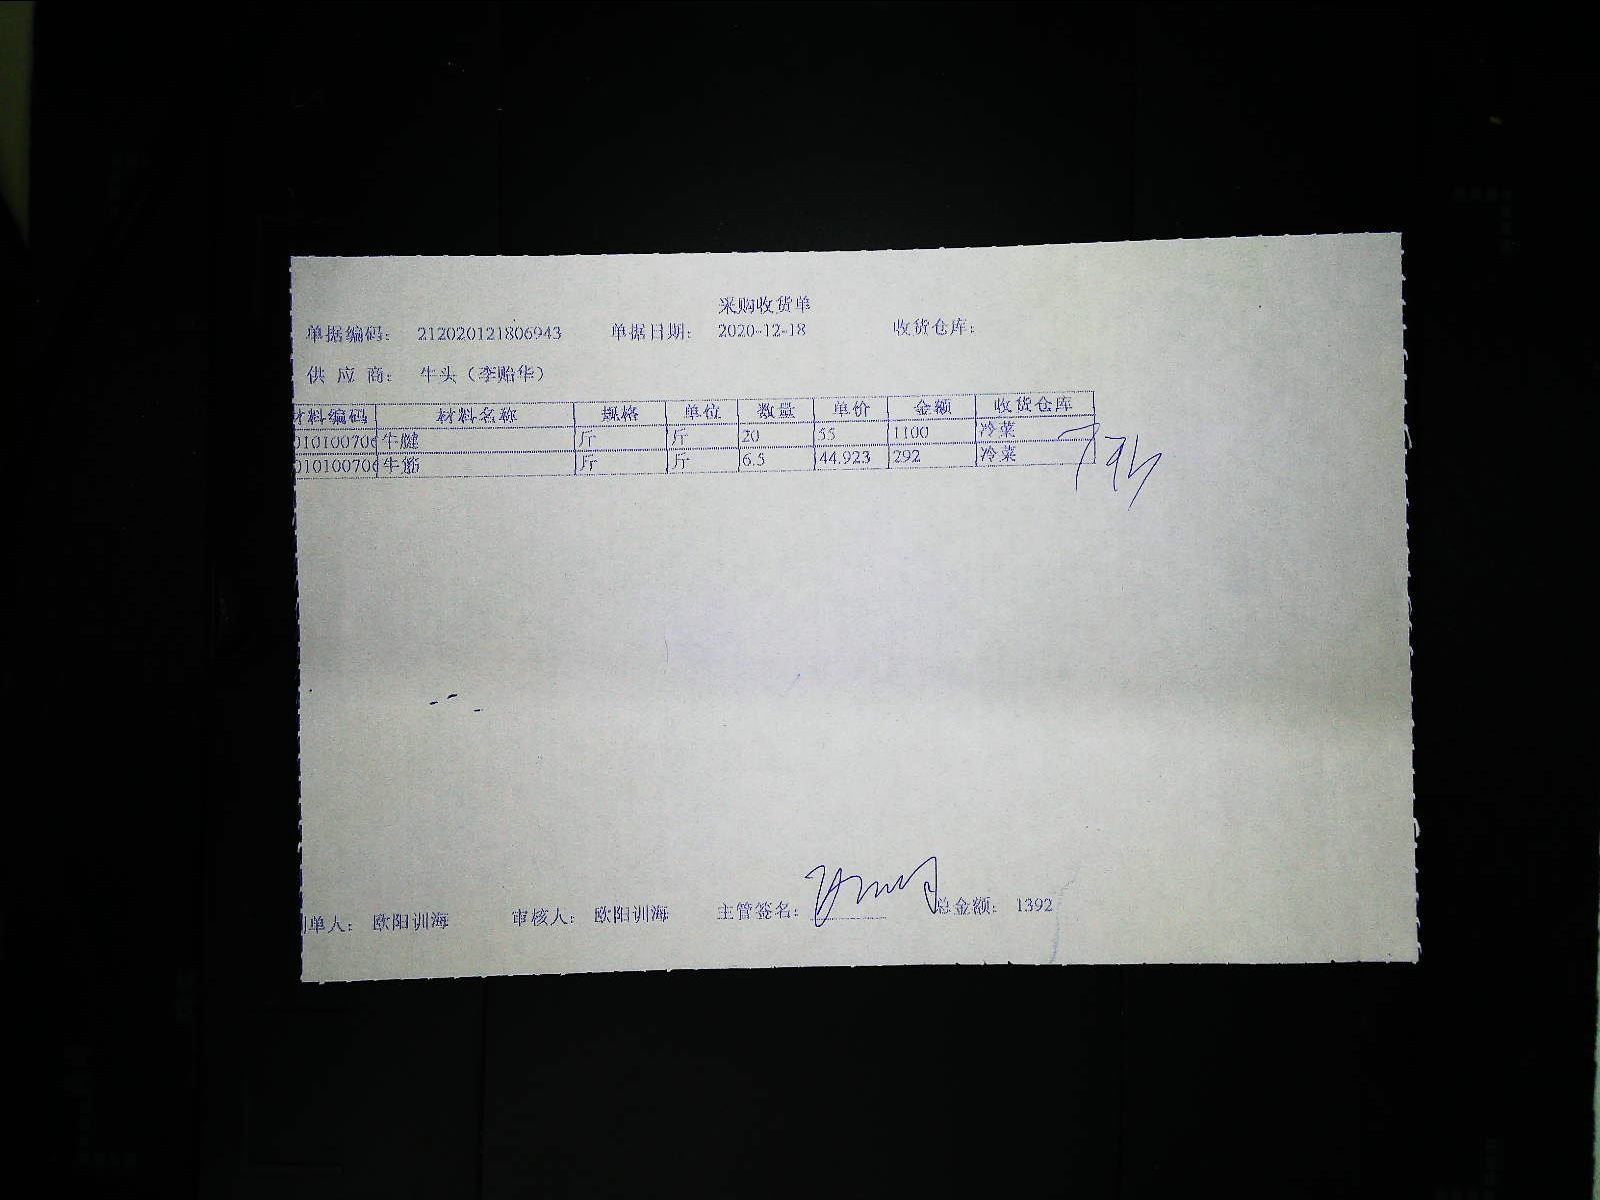 采购收货单
单据编码： 212020121806943 单据日期： 2020-12-18 收货仓库：
供 应 商： 牛头（李贻华）
材料编码 材料名称 规格 单位 数量 单价 金额 收货仓库
01010070 牛腱 斤 斤 20 55 1100 冷菜
01010070 牛筋 斤 斤 6.5 44.923 292 冷菜
单人： 欧阳训海 审核人： 欧阳训海 主管签名： 总金额： 1392